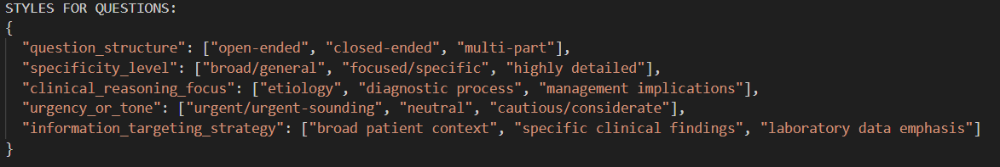 STYLES FOR QUESTIONS:
{
  "question_structure": ["open-ended", "closed-ended", "multi-part"],
  "specificity_level": ["broad/general", "focused/specific", "highly detailed"],
  "clinical_reasoning_focus": ["etiology", "diagnostic process", "management implications"],
  "urgency_or_tone": ["urgent/urgent-sounding", "neutral", "cautious/considerate"],
  "information_targeting_strategy": ["broad patient context", "specific clinical findings", "laboratory data emphasis"]
}